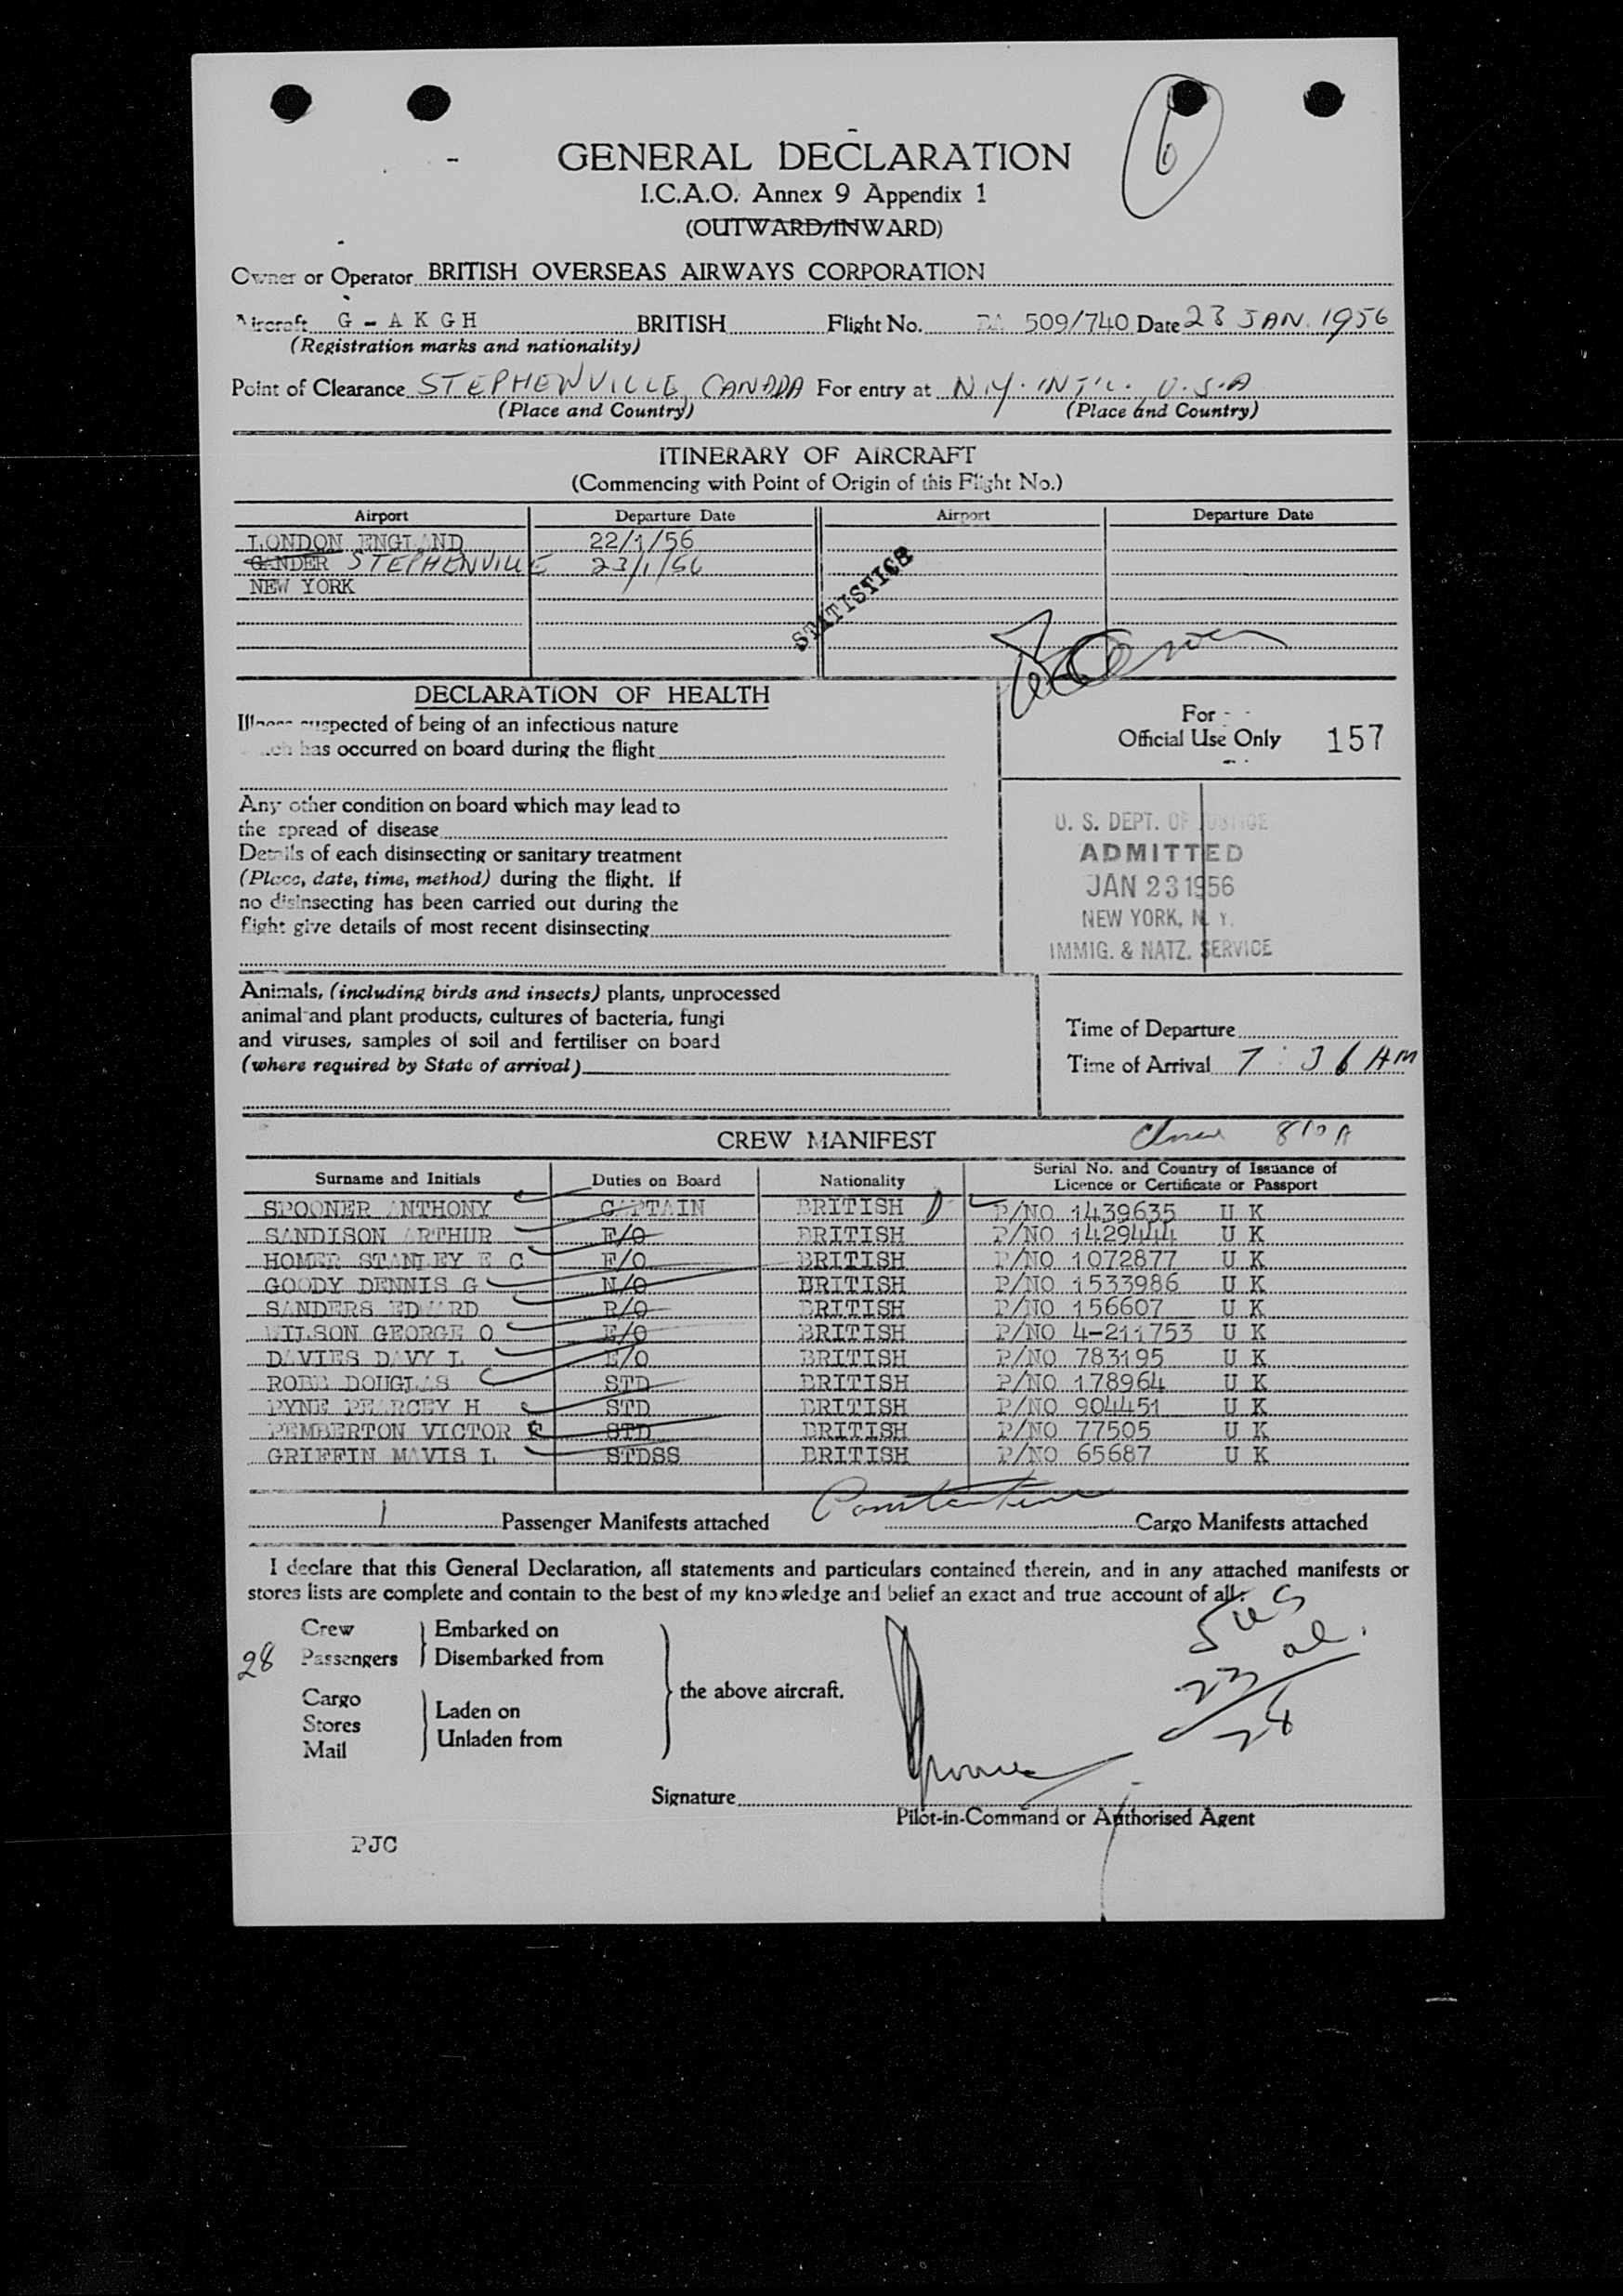 6
GENERAL DECLARATION
I.C.A.O. Annex 9 Appendix 1
(OUTWARD/INWARD)
Owner or Operator BRITISH OVERSEAS AIRWAYS CORPORATION
Aircraft G - A K G H BRITISH Flight No. BA 509/740 Date 23 JAN. 1956
(Registration marks and nationality)
Point of Clearance STEPHENVILLE, CANADA For entry at N.Y. INT'L. U.S.A
(Place and Country) (Place and Country)
ITINERARY OF AIRCRAFT
(Commencing with Point of Origin of this Flight No.)
Airport Departure Date Airport Departure Date
LONDON ENGLAND 22/1/56
GANDER STEPHENVILLE 23/1/56
NEW YORK
STATISTICS
DECLARATION OF HEALTH
Illness suspected of being of an infectious nature
which has occurred on board during the flight
For
Official Use Only 157
Any other condition on board which may lead to
the spread of disease
Details of each disinsecting or sanitary treatment
(Place, date, time, method) during the flight. If
no disinsecting has been carried out during the
flight give details of most recent disinsecting
U. S. DEPT. OF JUSTICE
ADMITTED
JAN 23 1956
NEW YORK, N. Y.
IMMIG. & NATZ. SERVICE
Animals, (including birds and insects) plants, unprocessed
animal and plant products, cultures of bacteria, fungi
and viruses, samples of soil and fertiliser on board
(where required by State of arrival)
Time of Departure
Time of Arrival 7:36 AM
CREW MANIFEST 810 A
Surname and Initials Duties on Board Nationality Serial No. and Country of Issuance of Licence or Certificate or Passport
SPOONER ANTHONY CAPTAIN BRITISH P/NO 1439635 U K
SANDISON ARTHUR F/O BRITISH P/NO 1429444 U K
HOMER STANLEY E C F/O BRITISH P/NO 1072877 U K
GOODY DENNIS G N/O BRITISH P/NO 1533986 U K
SANDERS EDWARD R/O BRITISH P/NO 156607 U K
WILSON GEORGE O E/O BRITISH P/NO 4-211753 U K
DAVIES DAVY L E/O BRITISH P/NO 783195 U K
ROBB DOUGLAS STD BRITISH P/NO 178964 U K
PYNE PEARCEY H STD BRITISH P/NO 904451 U K
PEMBERTON VICTOR STD BRITISH P/NO 77505 U K
GRIFFIN MAVIS L STDSS BRITISH P/NO 65687 U K
1 Passenger Manifests attached Cargo Manifests attached
I declare that this General Declaration, all statements and particulars contained therein, and in any attached manifests or
stores lists are complete and contain to the best of my knowledge and belief an exact and true account of all:
Crew Embarked on
28 Passengers Disembarked from
the above aircraft.
Cargo Laden on
Stores
Mail Unladen from
5 US
23 al.
28
Signature
Pilot-in-Command or Authorised Agent
PJC